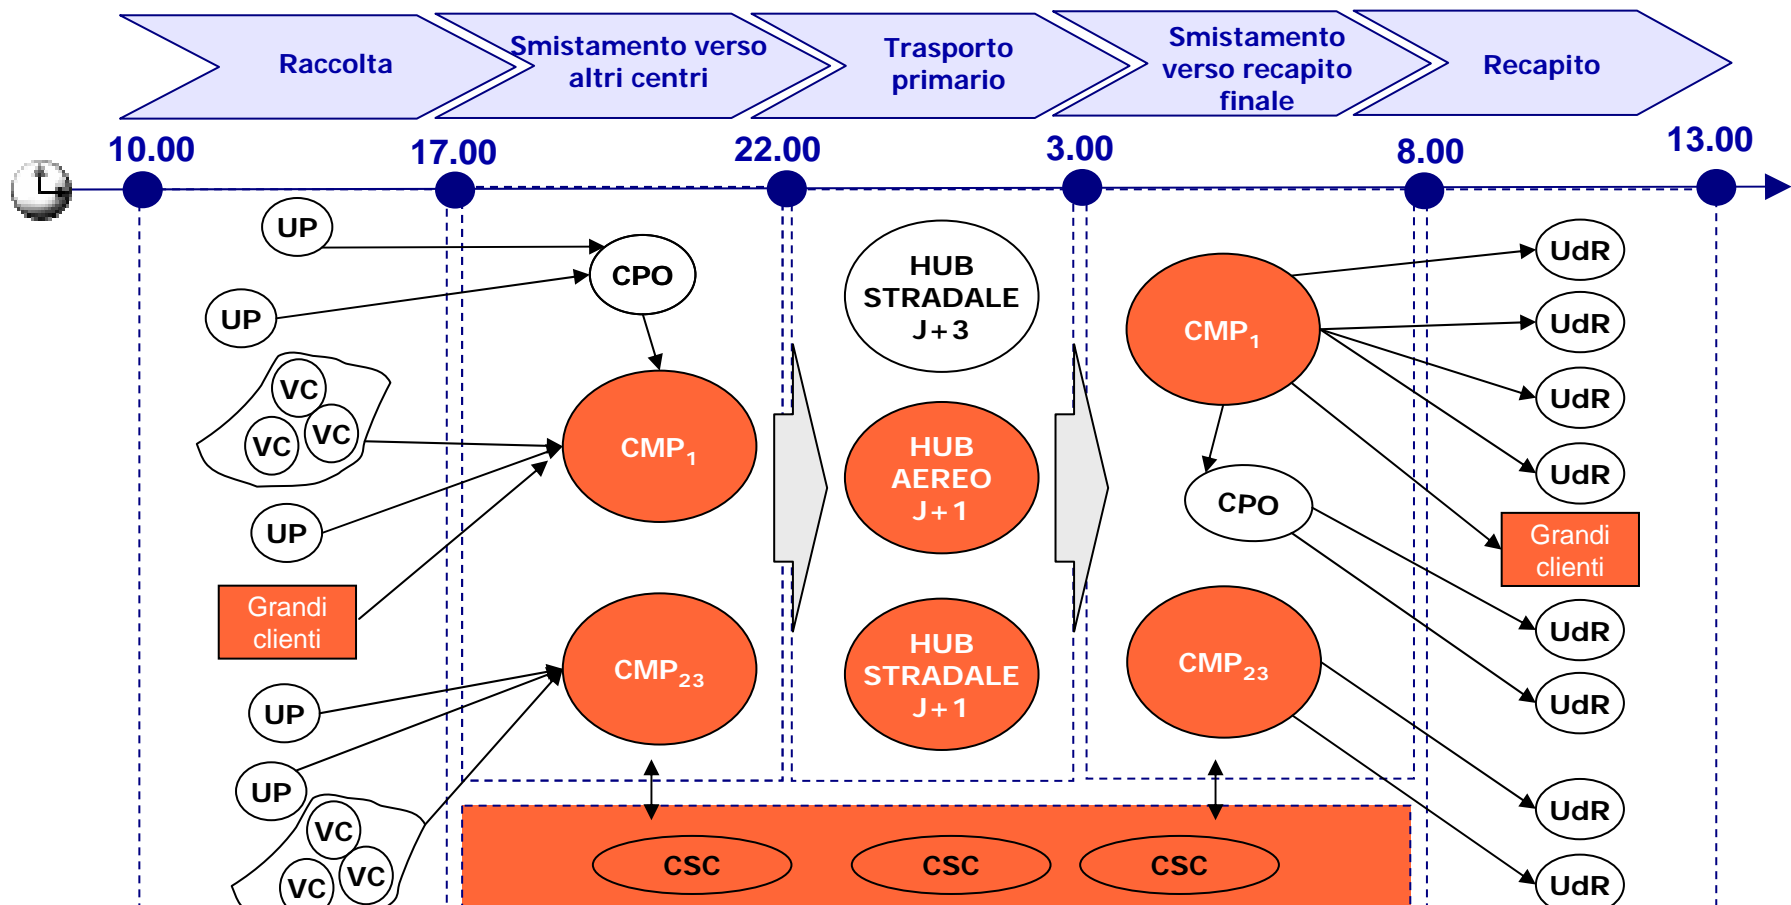 Raccolta
Smistamento verso
altri centri
Trasporto
primario
Smistamento
verso recapito
finale
Recapito
10.00
17.00
22.00
3.00
8.00
13.00
UP
UP
VC
VC
VC
UP
Grandi
clienti
UP
UP
VC
VC
VC
CPO
CMP1
CMP23
HUB
STRADALE
J+3
HUB
AEREO
J+1
HUB
STRADALE
J+1
CMP1
CPO
CMP23
UdR
UdR
UdR
UdR
Grandi
clienti
UdR
UdR
UdR
UdR
CSC
CSC
CSC